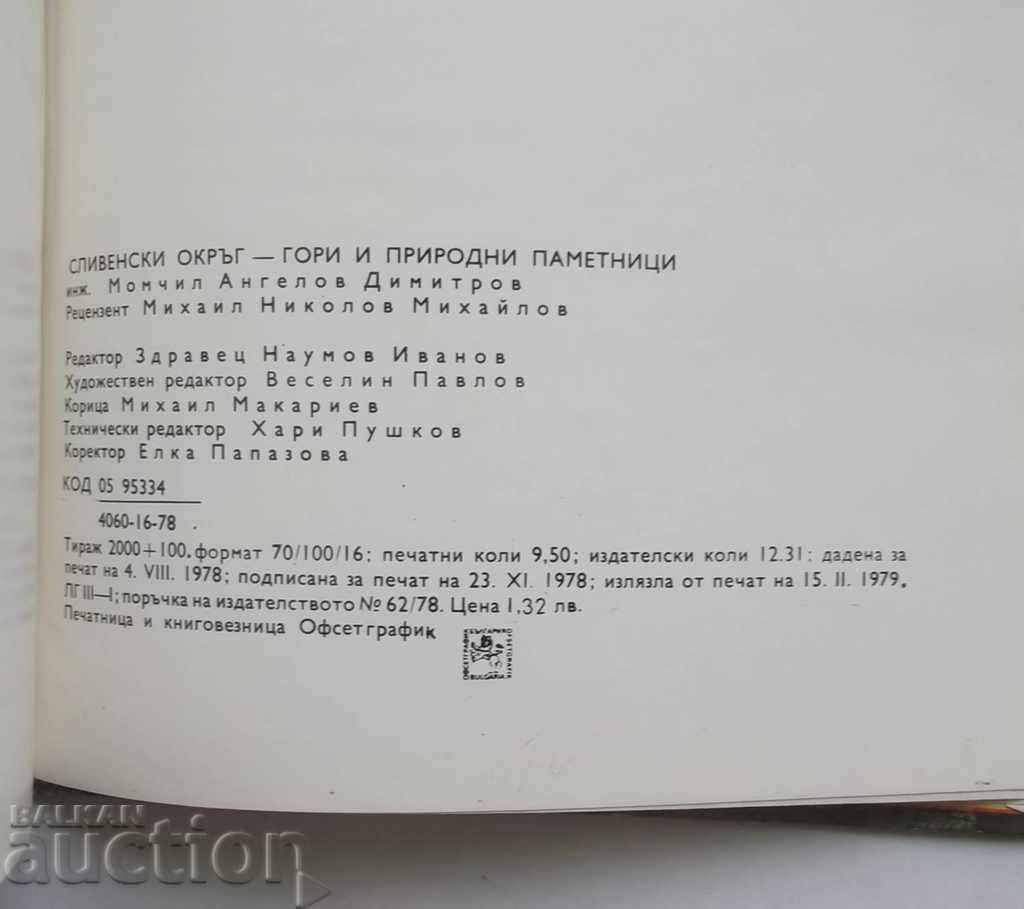 СЛИВЕНСКИ ОКРЪГ — ГОРИ И ПРИРОДНИ ПАМЕТНИЦИ
инж. Момчил Ангелов Димитров
Рецензент Михаил Николов Михайлов
Редактор Здравец Наумов Иванов
Художествен редактор Веселин Павлов
Корица Михаил Макариев
Технически редактор Хари Пушков
Коректор Елка Папазова
КОД 05 95334
4060-16-78
Тираж 2000+100. формат 70/100/16; печатни коли 9,50; издателски коли 12.31: дадена за
печат на 4. VIII. 1978; подписана за печат на 23. XI. 1978; излязла от печат на 15. II. 1979.
ЛГ III—I; поръчка на издателството № 62/78. Цена 1,32 лв.
Печатница и книговезница Офсетграфик
БЪЛГАРИЯ
OFSETGRAFIK
BULGARIA
ОФСЕТГРАФИК
BALKAN
auction